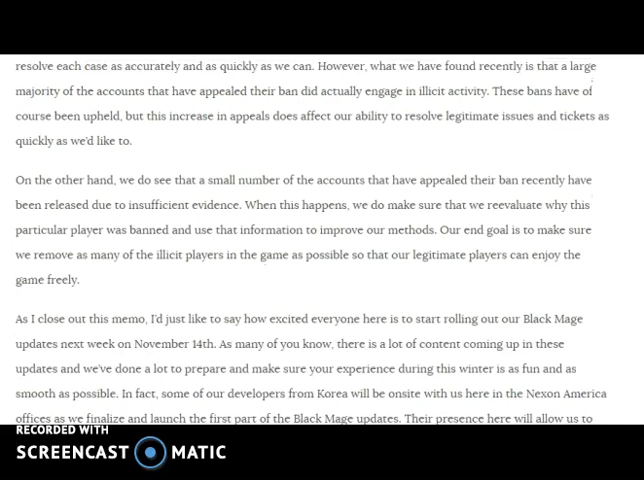 resolve each case as accurately and as quickly as we can. However, what we have found recently is that a large
majority of the accounts that have appealed their ban did actually engage in illicit activity. These bans have of
course been upheld, but this increase in appeals does affect our ability to resolve legitimate issues and tickets as
quickly as we'd like to.
On the other hand, we do see that a small number of the accounts that have appealed their ban recently have
been released due to insufficient evidence. When this happens, we do make sure that we reevaluate why this
particular player was banned and use that information to improve our methods. Our end goal is to make sure
we remove as many of the illicit players in the game as possible so that our legitimate players can enjoy the
game freely.
As I close out this memo, I'd just like to say how excited everyone here is to start rolling out our Black Mage
updates next week on November 14th. As many of you know, there is a lot of content coming up in these
updates and we've done a lot to prepare and make sure your experience during this winter is as fun and as
smooth as possible. In fact, some of our developers from Korea will be onsite with us here in the Nexon America
offices as we finalize and launch the first part of the Black Mage updates. Their presence here will allow us to
RECORDED WITH
SCREENCAST MATIC